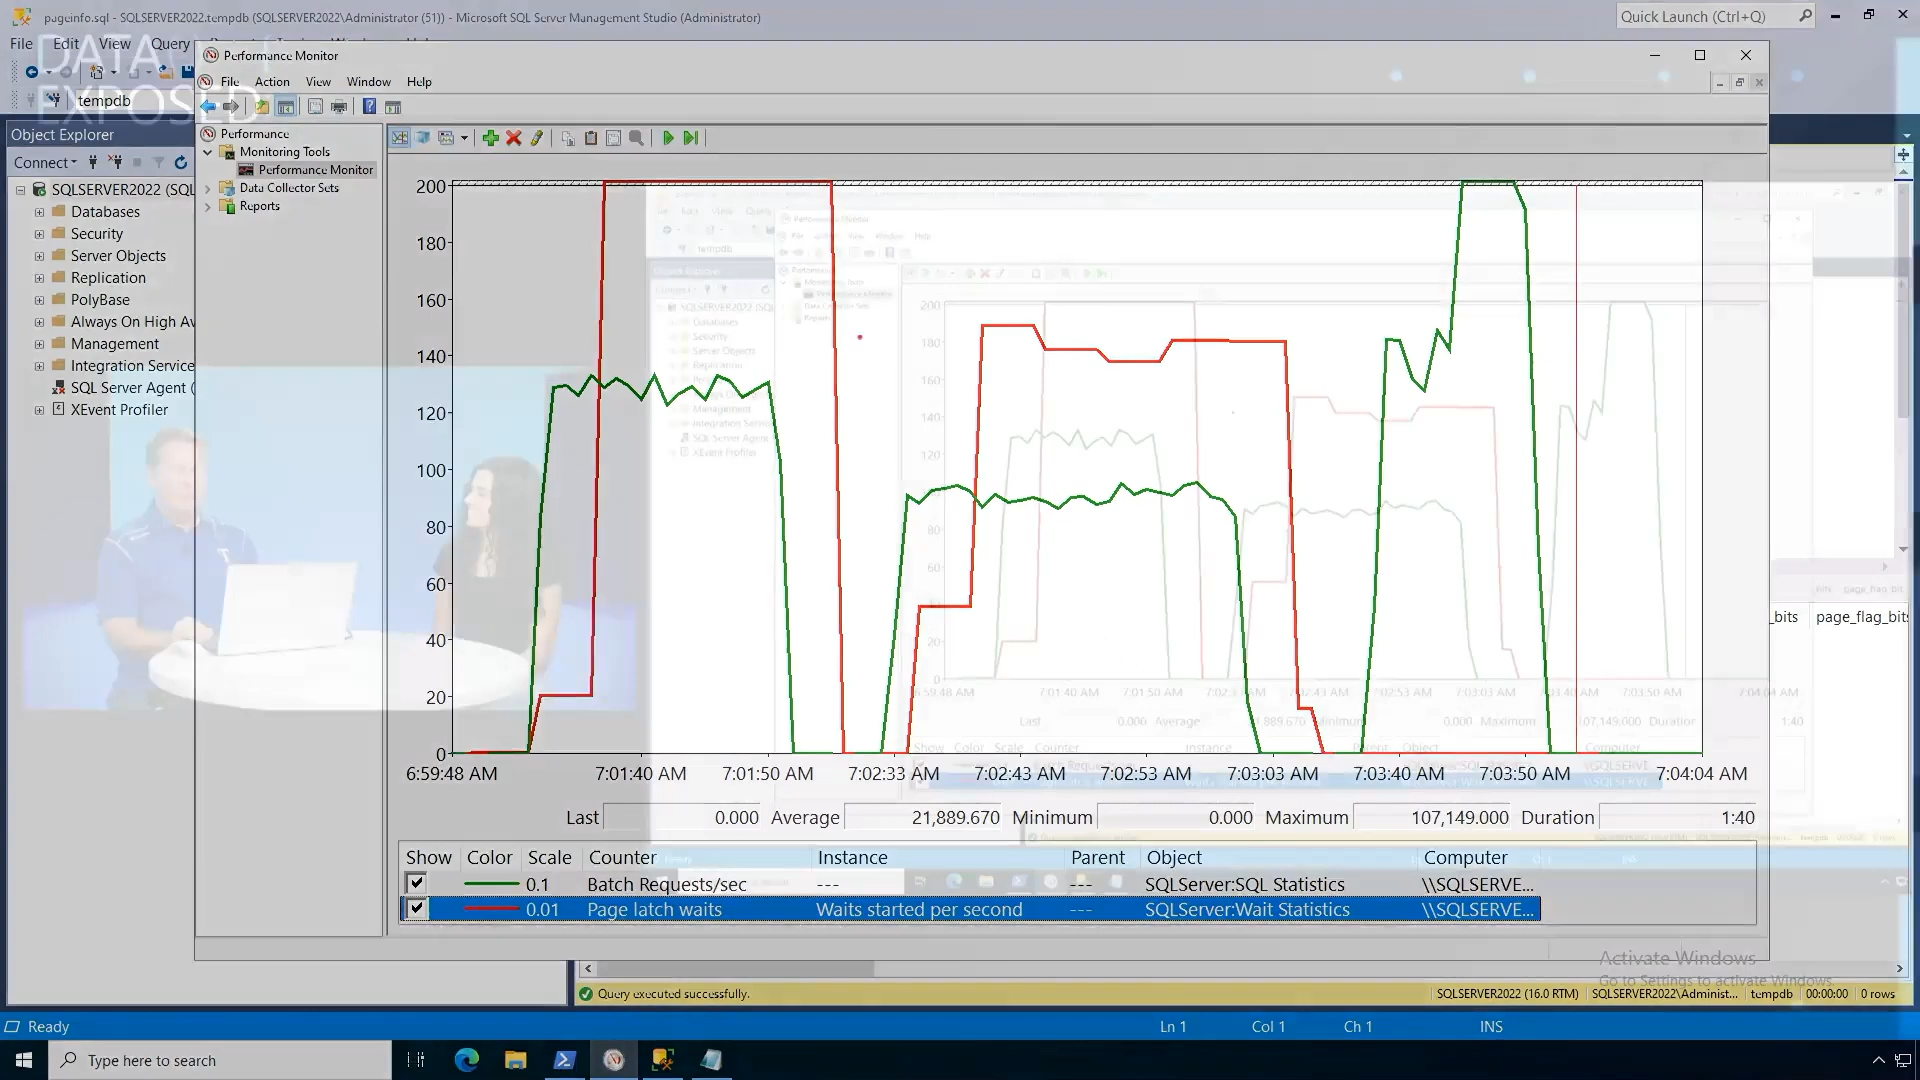 pageinfo.sql - SQLSERVER2022.tempdb (SQLSERVER2022\Administrator (51)) - Microsoft SQL Server Management Studio (Administrator)
Quick Launch (Ctrl+Q)
File Edit View Query
DATA
EXPOSED
tempdb
Performance Monitor
File Action View Window Help
Object Explorer
Connect
SQLSERVER2022 (SQL
Databases
Security
Server Objects
Replication
PolyBase
Always On High Av
Management
Integration Service
SQL Server Agent (
XEvent Profiler
Performance
Monitoring Tools
Performance Monitor
Data Collector Sets
Reports
200
180
160
140
120
100
80
60
40
20
0
6:59:48 AM 7:01:40 AM 7:01:50 AM 7:02:33 AM 7:02:43 AM 7:02:53 AM 7:03:03 AM 7:03:40 AM 7:03:50 AM 7:04:04 AM
Last 0.000 Average 21,889.670 Minimum 0.000 Maximum 107,149.000 Duration 1:40
Show Color Scale Counter Instance Parent Object Computer
0.1 Batch Requests/sec --- --- SQLServer:SQL Statistics \\SQLSERVE...
0.01 Page latch waits Waits started per second --- SQLServer:Wait Statistics \\SQLSERVE...
_bits page_flag_bits
Activate Windows
Go to Settings to activate Windows.
Query executed successfully.
SQLSERVER2022 (16.0 RTM) SQLSERVER2022\Administ... tempdb 00:00:00 0 rows
Ready
Ln 1 Col 1 Ch 1 INS
Type here to search